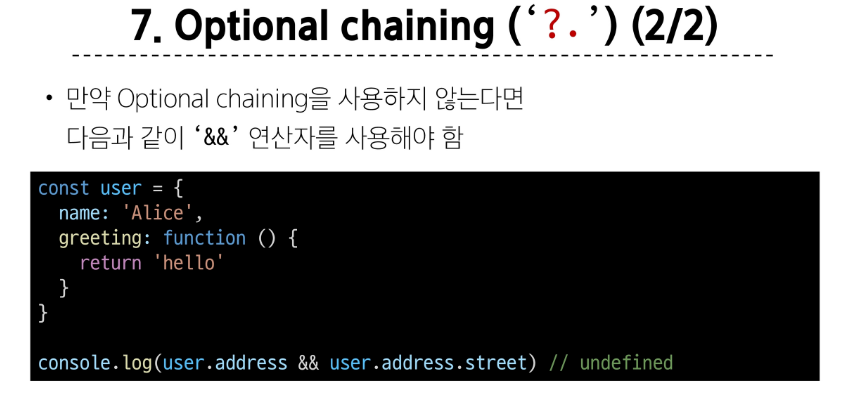 7. Optional chaining (‘?.’) (2/2)
• 만약 Optional chaining을 사용하지 않는다면
다음과 같이 ‘&&’ 연산자를 사용해야 함
const user = {
  name: 'Alice',
  greeting: function () {
    return 'hello'
  }
}
console.log(user.address && user.address.street) // undefined